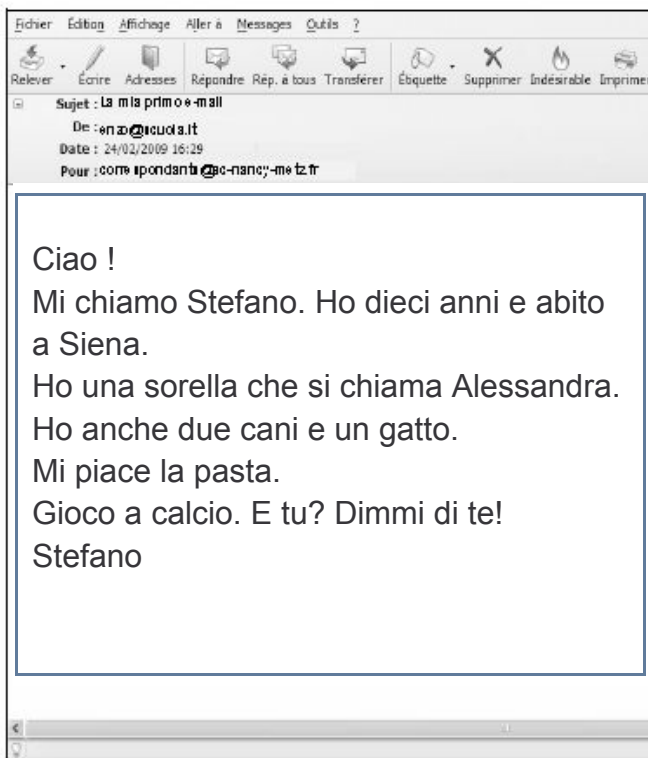 Fichier Édition Affichage Aller à Messages Outils ?
Relever Écrire Adresses Répondre Rép. à tous Transférer Étiquette Supprimer Indésirable Imprimer
Sujet : La mia primo e-mail
De : enzo@scuola.it
Date : 24/02/2009 16:29
Pour : correspondants@ac-nancy-metz.fr
Ciao !
Mi chiamo Stefano. Ho dieci anni e abito
a Siena.
Ho una sorella che si chiama Alessandra.
Ho anche due cani e un gatto.
Mi piace la pasta.
Gioco a calcio. E tu? Dimmi di te!
Stefano